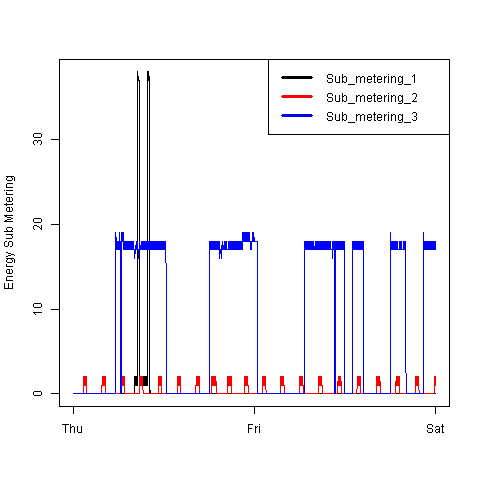 Sub_metering_1
Sub_metering_2
Sub_metering_3
Energy Sub Metering
30
20
10
0
Thu Fri Sat